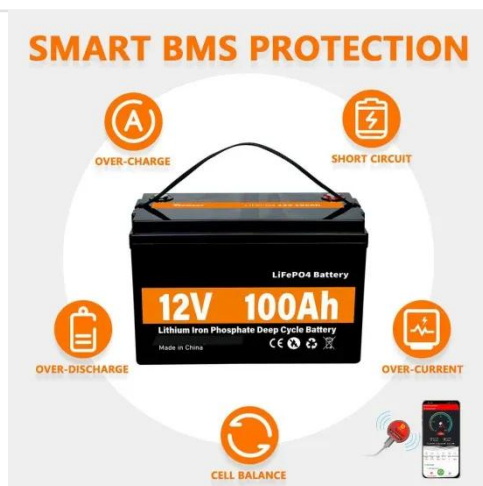 SMART BMS PROTECTION
OVER-CHARGE
SHORT CIRCUIT
LiFePO4 Battery
12V 100Ah
Lithium Iron Phosphate Deep Cycle Battery
Made in China
CE
OVER-DISCHARGE
OVER-CURRENT
CELL BALANCE